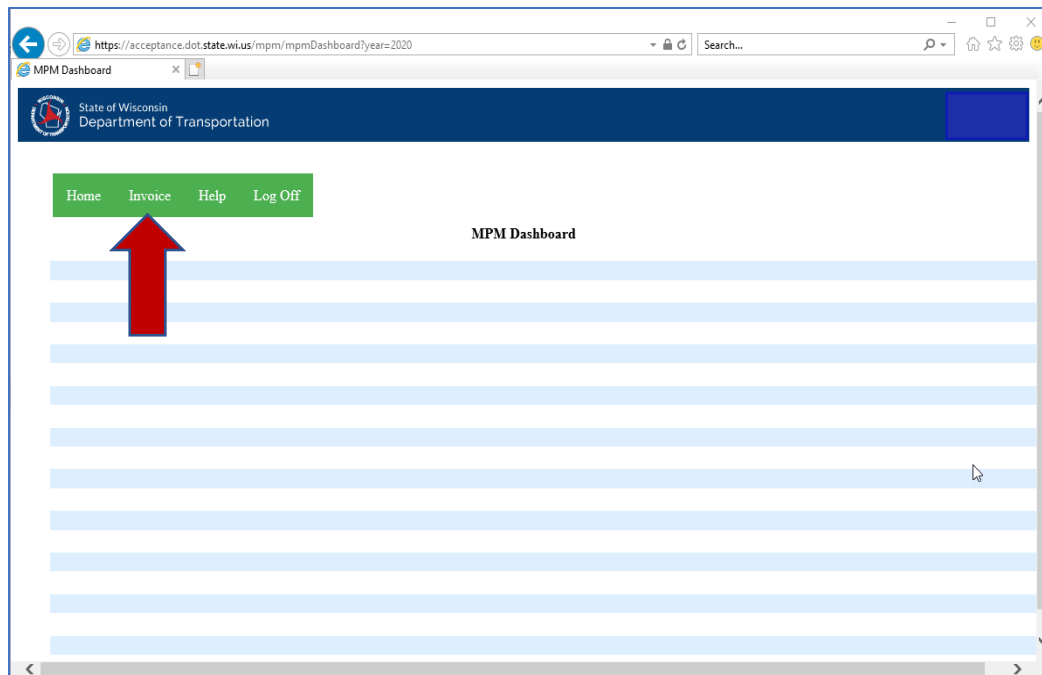 https://acceptance.dot.state.wi.us/mpm/mpmDashboard?year=2020
Search...
MPM Dashboard
State of Wisconsin
Department of Transportation
Home Invoice Help Log Off
MPM Dashboard